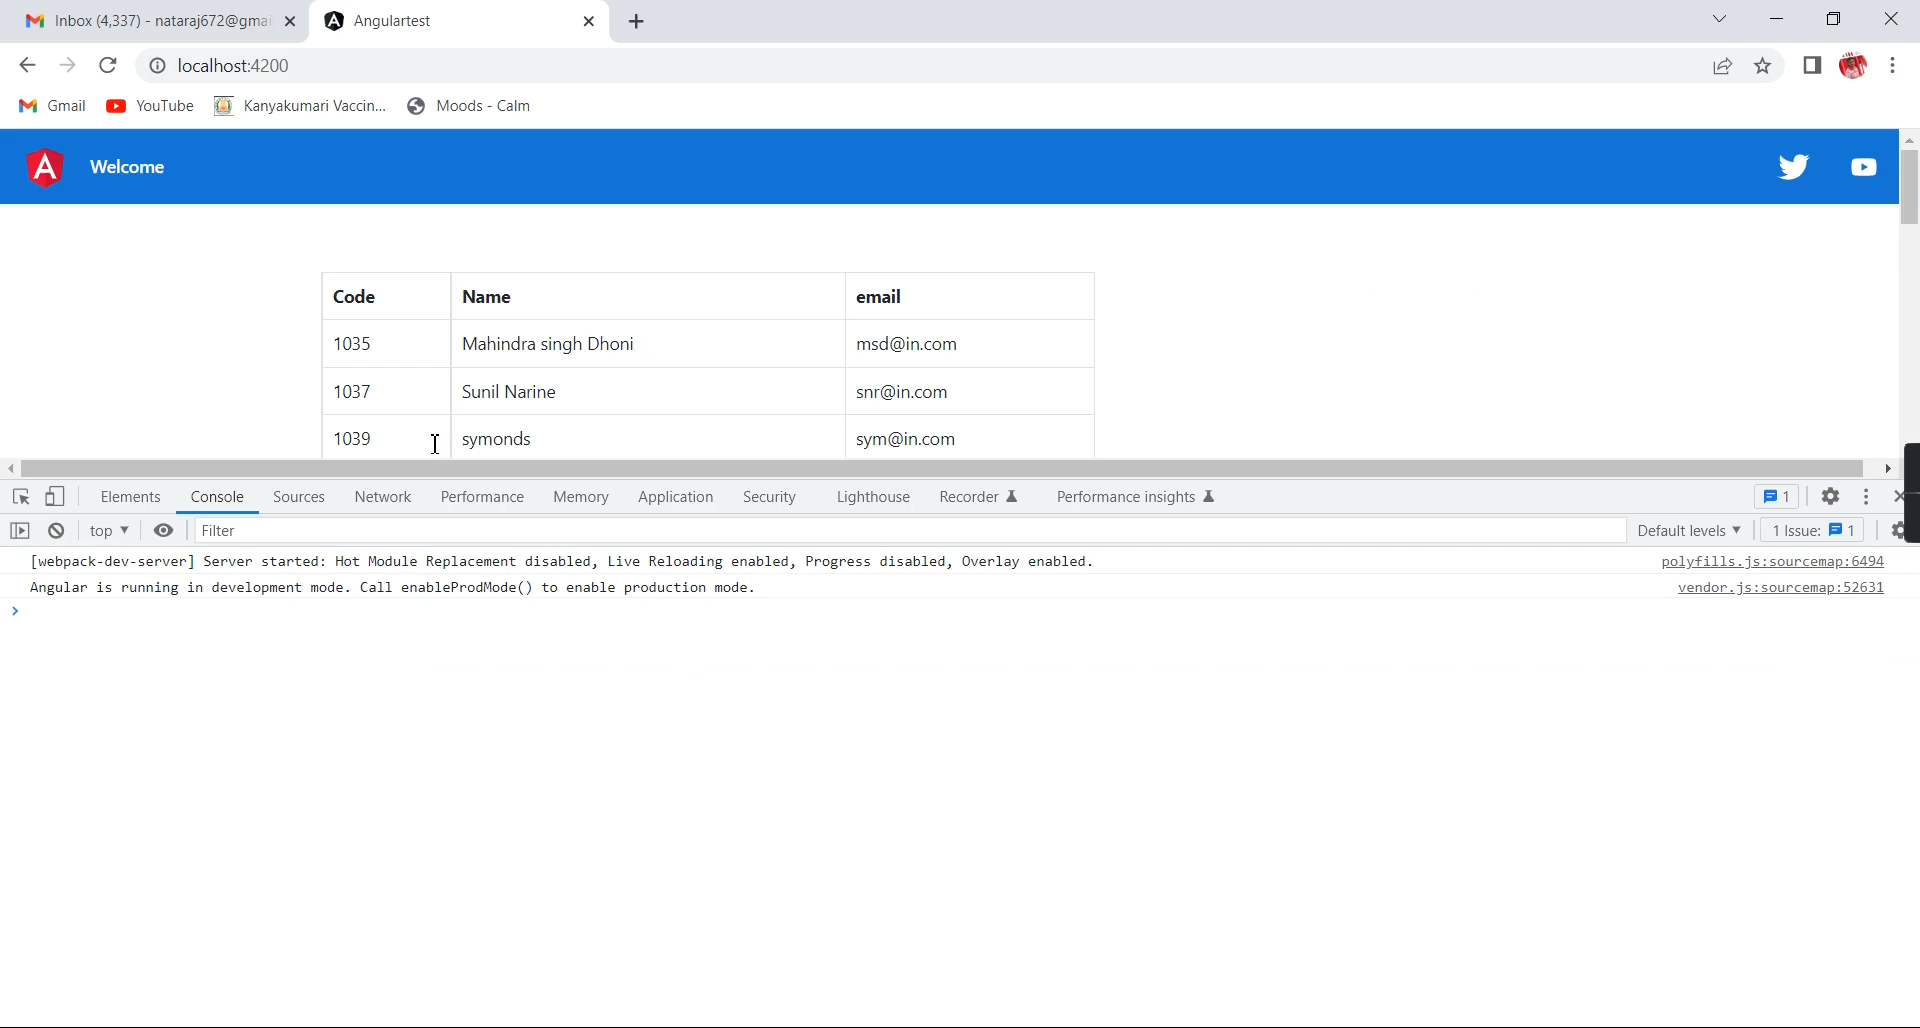 Inbox (4,337) - nataraj672@gmai
Angulartest
localhost:4200
Gmail
YouTube
Kanyakumari Vaccin...
Moods - Calm
Welcome
Code Name email
1035 Mahindra singh Dhoni msd@in.com
1037 Sunil Narine snr@in.com
1039 symonds sym@in.com
Elements Console Sources Network Performance Memory Application Security Lighthouse Recorder Performance insights 1
top Filter Default levels 1 Issue: 1
[webpack-dev-server] Server started: Hot Module Replacement disabled, Live Reloading enabled, Progress disabled, Overlay enabled. polyfills.js:sourcemap:6494
Angular is running in development mode. Call enableProdMode() to enable production mode. vendor.js:sourcemap:52631